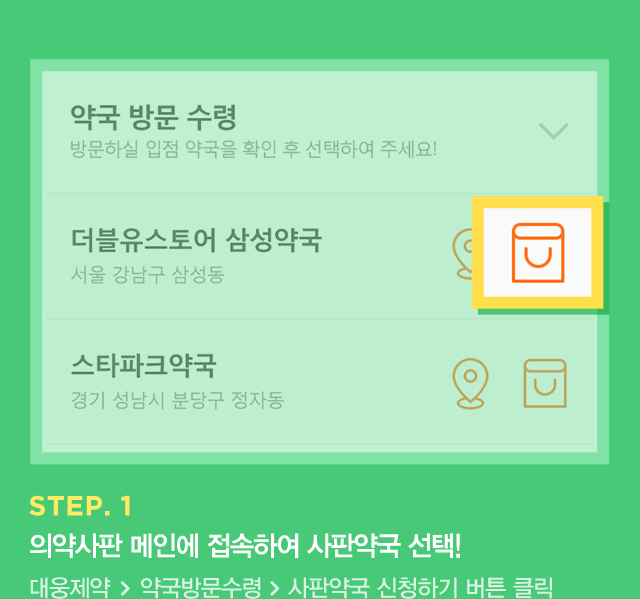 약국 방문 수령
방문하실 입점 약국을 확인 후 선택하여 주세요!
더블유스토어 삼성약국
서울 강남구 삼성동
스타파크약국
경기 성남시 분당구 정자동
STEP. 1
의약사판 메인에 접속하여 사판약국 선택!
대웅제약 > 약국방문수령 > 사판약국 신청하기 버튼 클릭